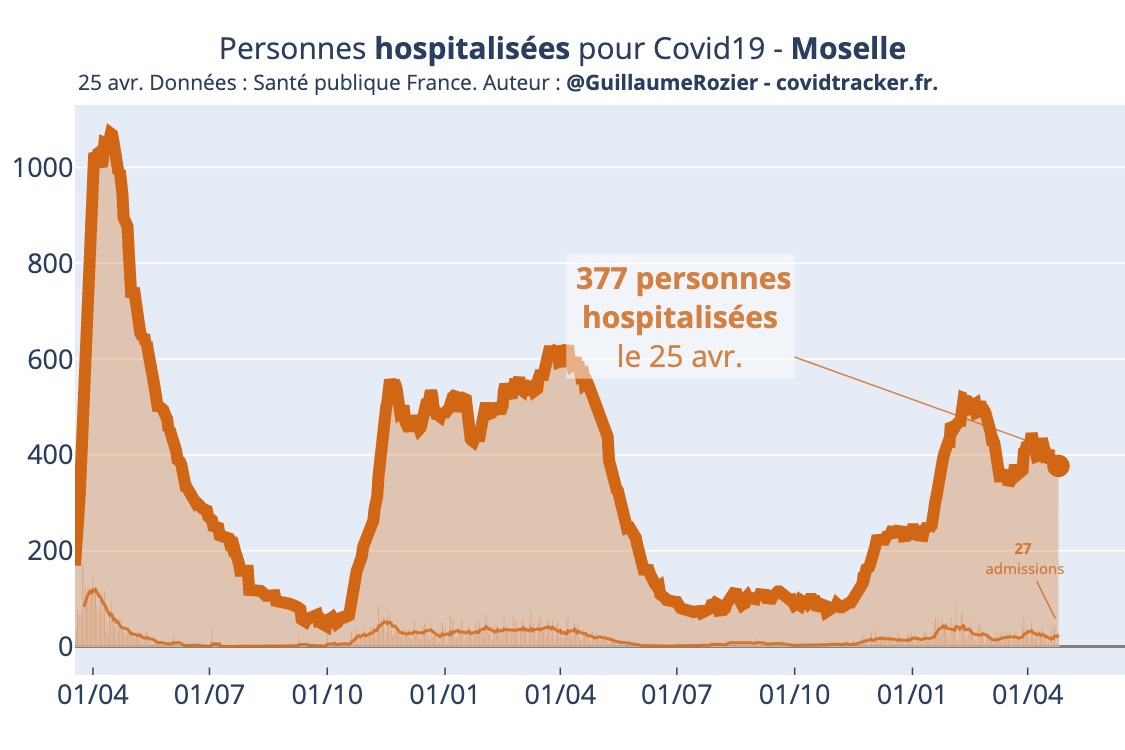 Personnes hospitalisées pour Covid19 - Moselle
25 avr. Données : Santé publique France. Auteur : @GuillaumeRozier - covidtracker.fr.
1000
800
600
400
200
0
377 personnes
hospitalisées
le 25 avr.
27
admissions
01/04 01/07 01/10 01/01 01/04 01/07 01/10 01/01 01/04